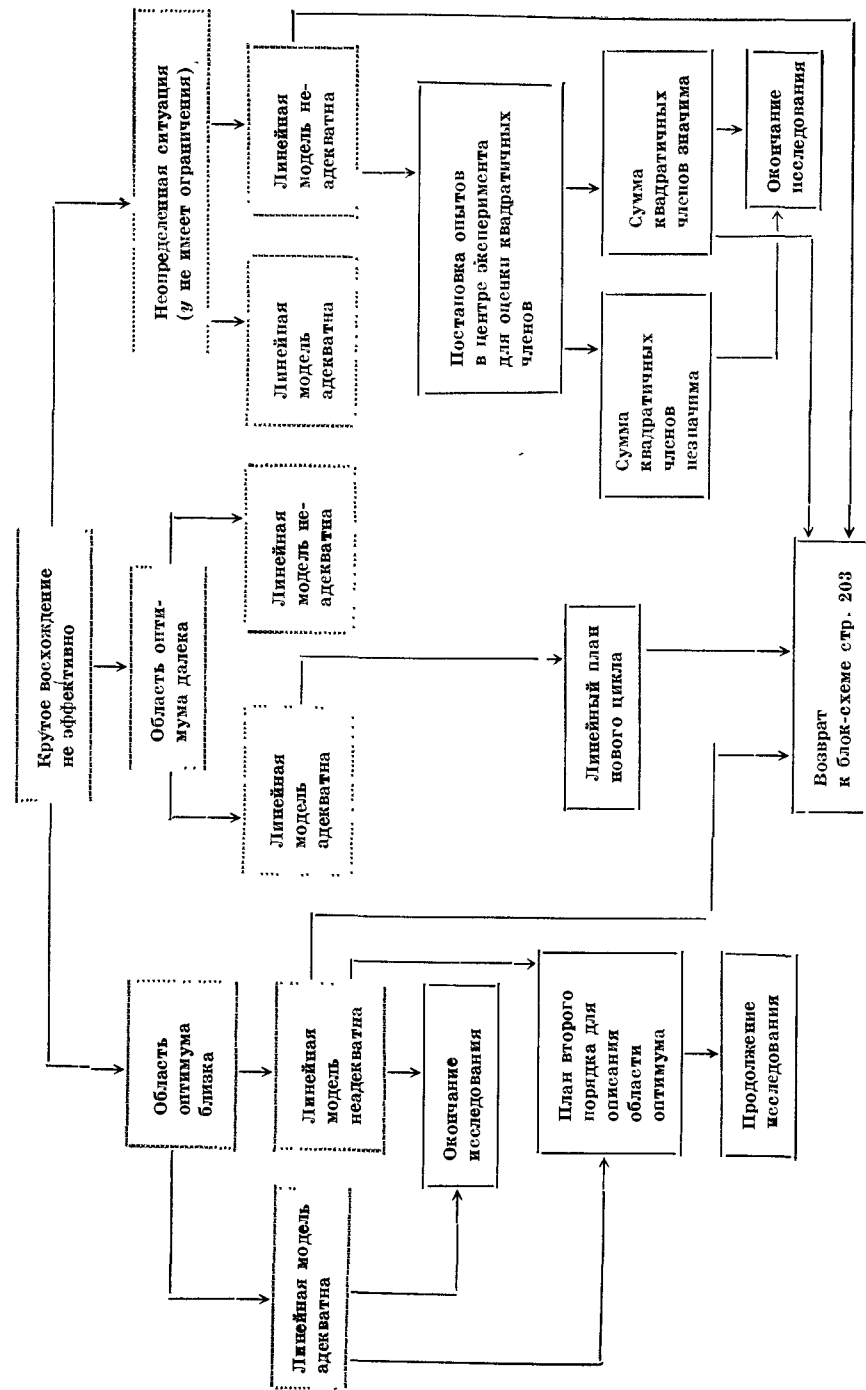 Крутое восхождение
не эффективно
Область
оптимума
близка
Область опти-
мума далека
Неопределенная ситуация
(y не имеет ограничения)
Линейная модель
адекватна
Линейная
модель
неадекватна
Линейная
модель
адекватна
Линейная
модель не-
адекватна
Линейная
модель
адекватна
Линейная
модель не-
адекватна
Окончание
исследования
Постановка опытов
в центре эксперимента
для оценки квадратичных
членов
План второго
порядка для
описания
области
оптимума
Линейный план
нового цикла
Сумма
квадратичных
членов
незначима
Сумма
квадратичных
членов значима
Продолжение
исследования
Возврат
к блок-схеме стр. 203
Окончание
исследования